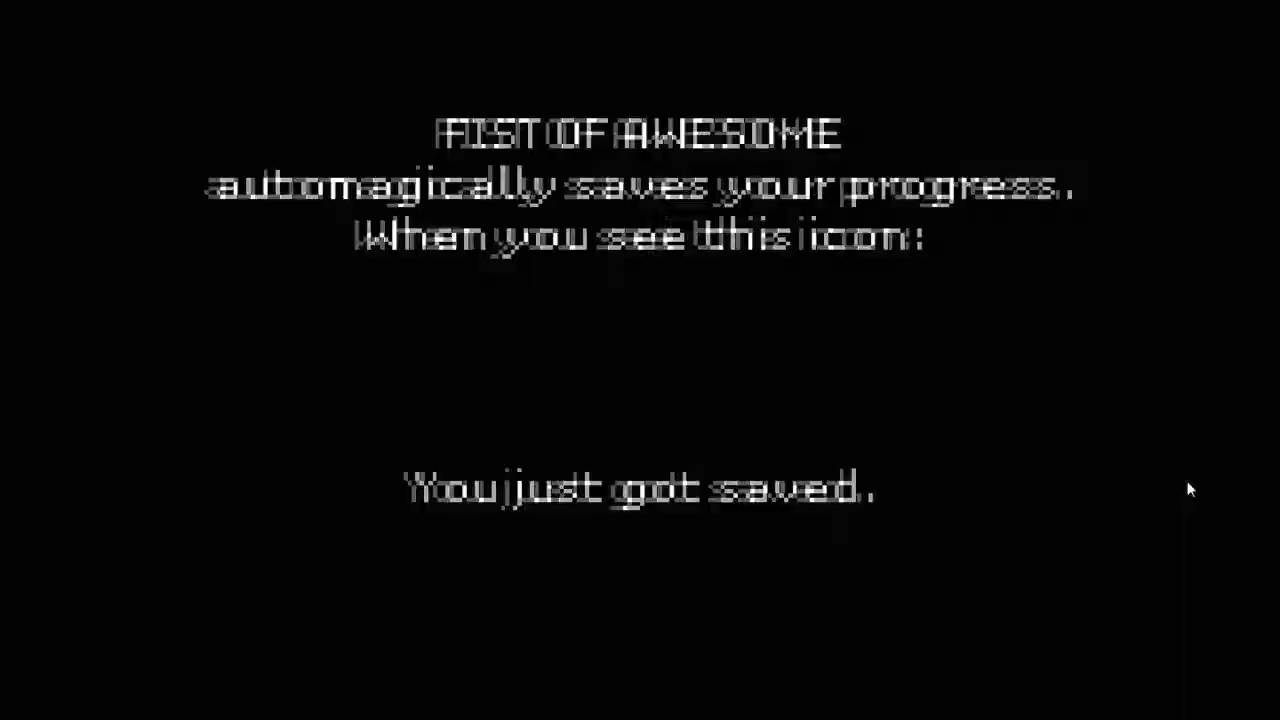 FIST OF AWESOME
automagically saves your progress.
When you see this icon:
You just got saved.